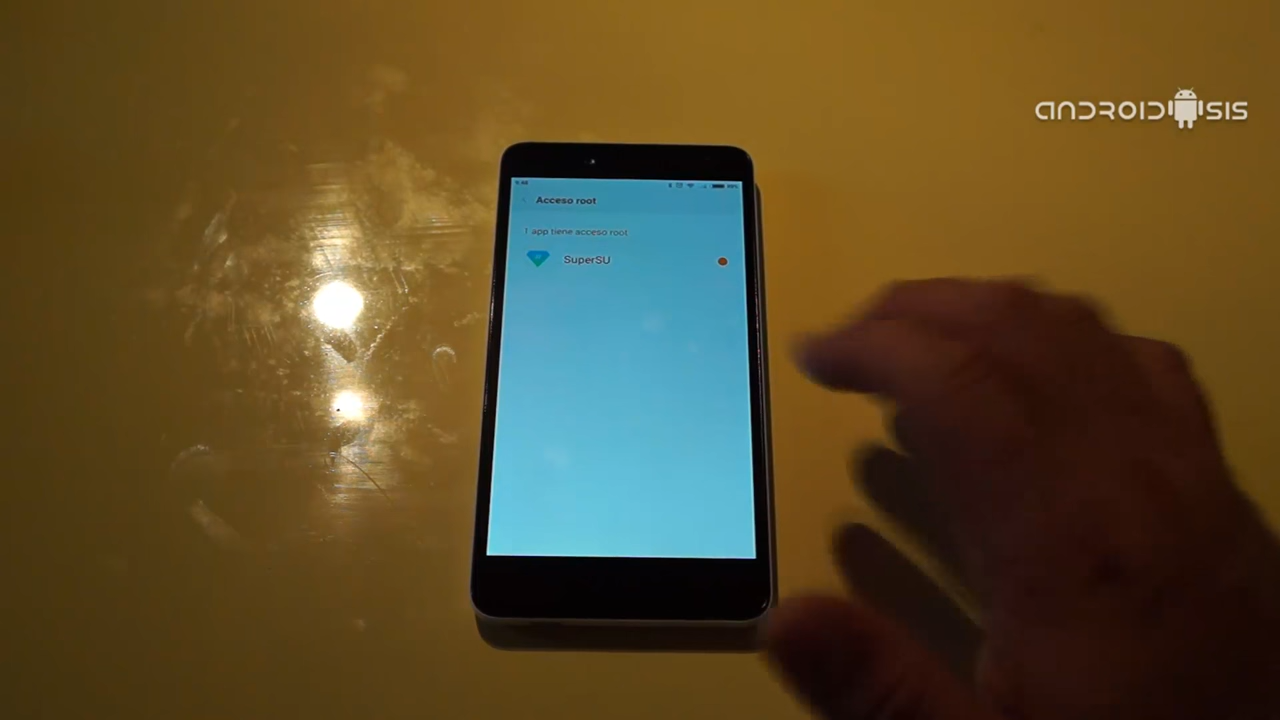 ANDROIDSIS
Acceso root
1 app tiene acceso root
SuperSU